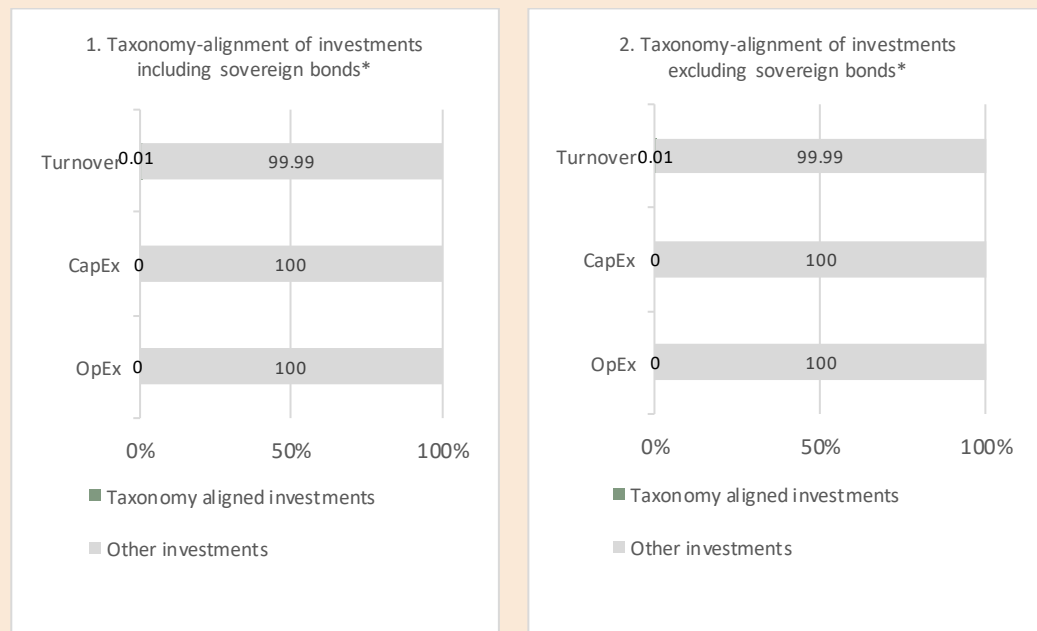 1. Taxonomy-alignment of investments
including sovereign bonds*
Turnover 0.01 99.99
CapEx 0 100
OpEx 0 100
0% 50% 100%
Taxonomy aligned investments
Other investments
2. Taxonomy-alignment of investments
excluding sovereign bonds*
Turnover 0.01 99.99
CapEx 0 100
OpEx 0 100
0% 50% 100%
Taxonomy aligned investments
Other investments